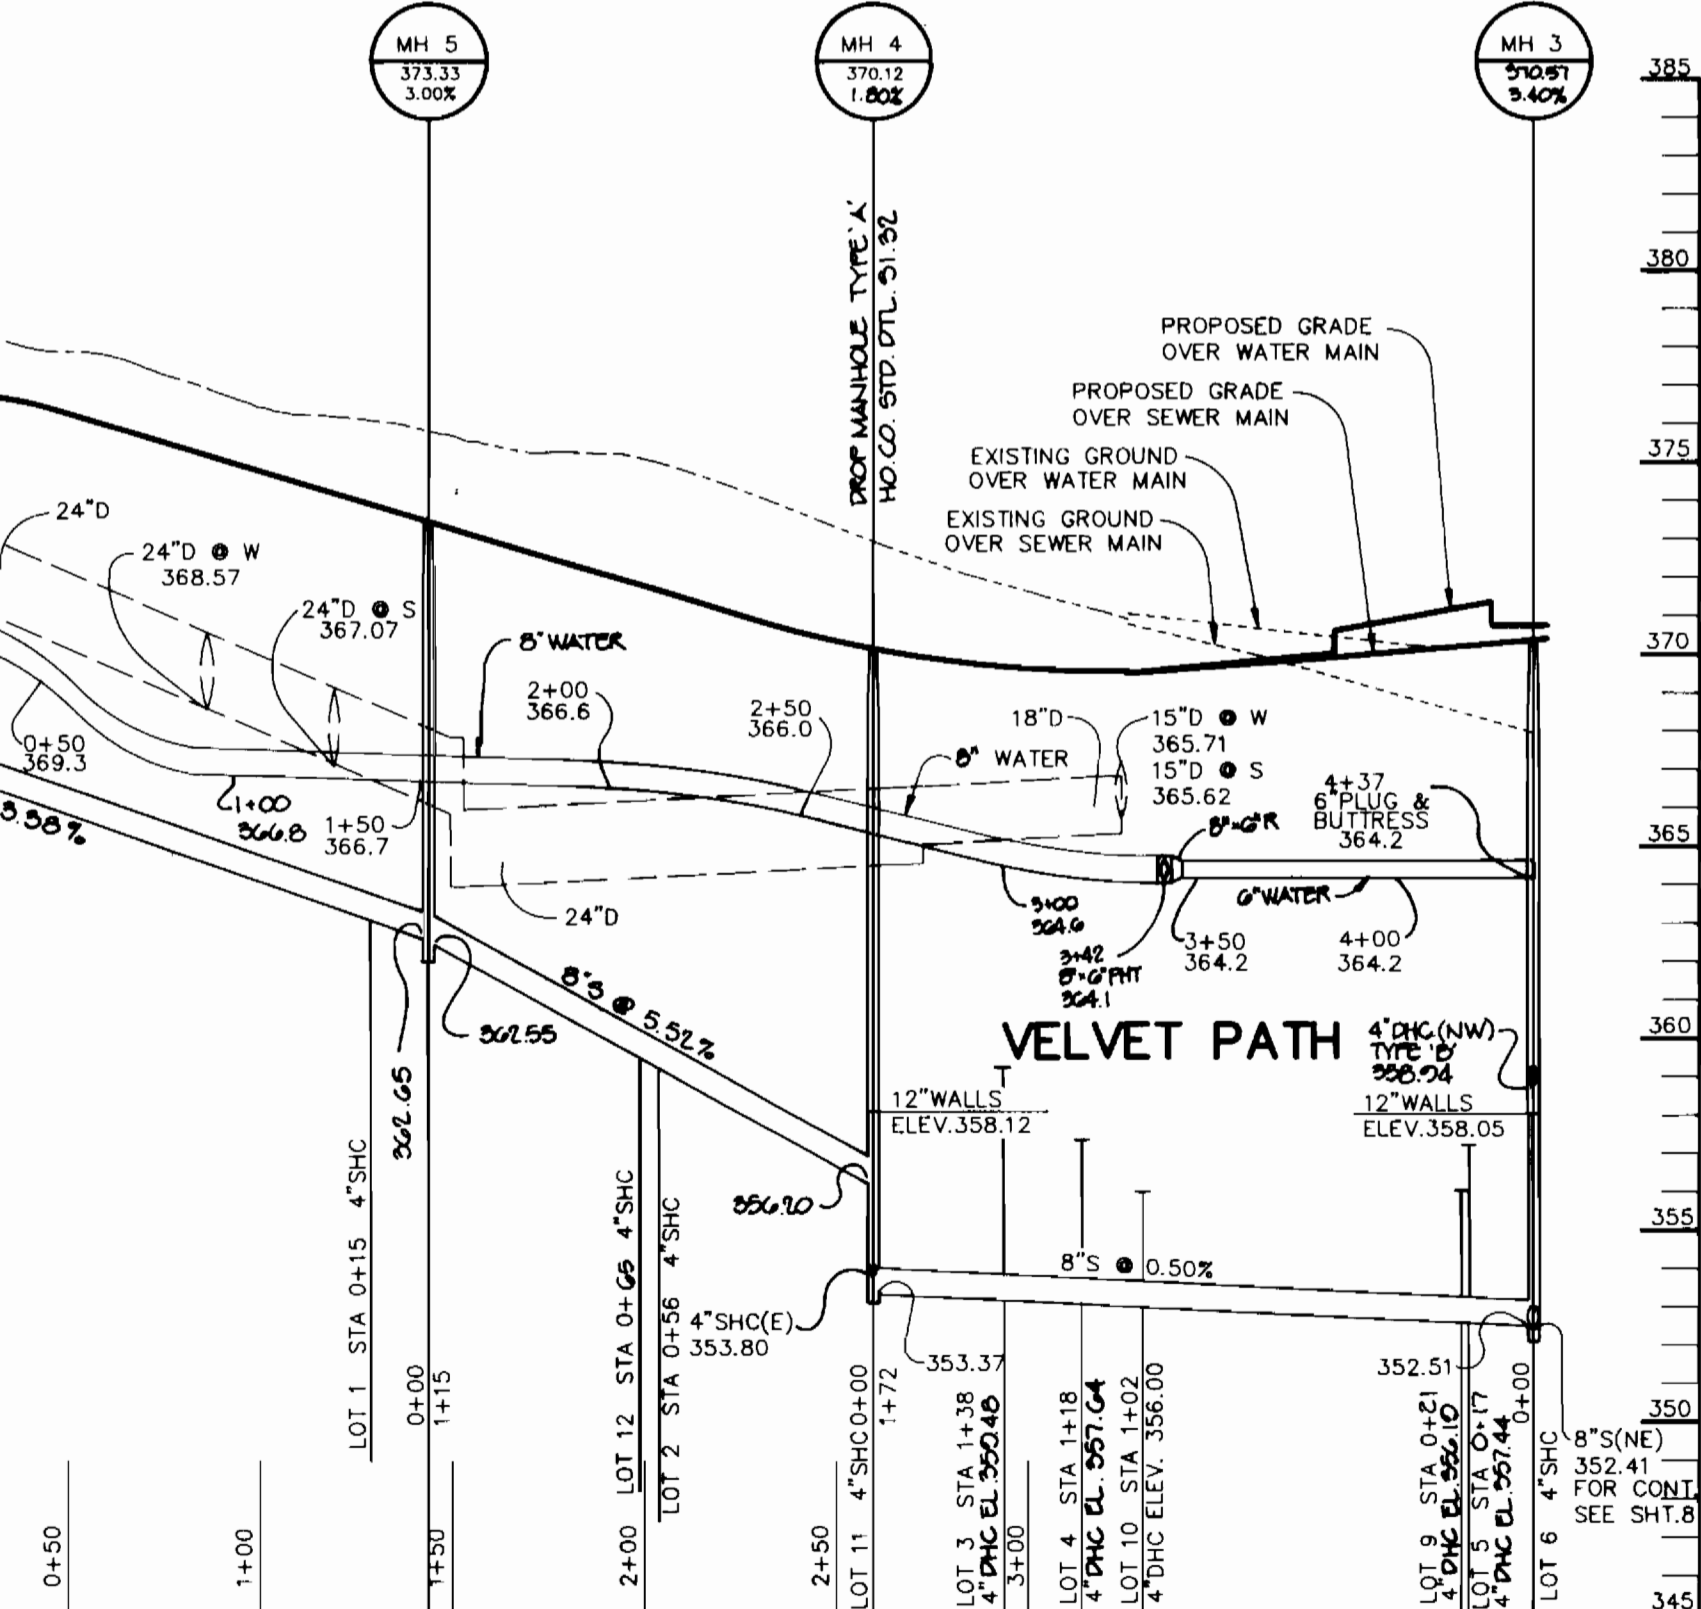 MH 5
373.33
3.00%
MH 4
370.12
1.80%
MH 3
370.57
3.40%
385
380
375
370
365
360
355
350
345
DROP MANHOLE TYPE 'A'
HO.CO. STD. DTL. S1.32
PROPOSED GRADE
OVER WATER MAIN
PROPOSED GRADE
OVER SEWER MAIN
EXISTING GROUND
OVER WATER MAIN
EXISTING GROUND
OVER SEWER MAIN
24"D
24"D @ W
368.57
24"D @ S
367.07
8" WATER
2+00
366.6
2+50
366.0
18"D
15"D @ W
365.71
15"D @ S
365.62
8" WATER
0+50
369.3
1+00
366.8
1+50
366.7
3.38%
24"D
8"x6"R
4+37
6"PLUG &
BUTTRESS
364.2
6"WATER
3+00
364.6
3+42
8"x6"FHT
364.1
3+50
364.2
4+00
364.2
8"S @ 5.52%
362.55
362.65
VELVET PATH
4"DHC(NW)
TYPE 'B'
358.94
12"WALLS
ELEV.358.12
12"WALLS
ELEV.358.05
356.20
8"S @ 0.50%
4"SHC(E)
353.80
353.37
352.51
8"S(NE)
352.41
FOR CONT.
SEE SHT.8
LOT 1 STA 0+15 4"SHC
0+00
1+15
LOT 12 STA 0+65 4"SHC
LOT 2 STA 0+56 4"SHC
LOT 11 4"SHC
0+00
1+72
LOT 3 STA 1+38
4"DHC EL.359.48
LOT 4 STA 1+18
4"DHC EL.357.64
LOT 10 STA 1+02
4"DHC ELEV. 356.00
LOT 9 STA 0+21
4"DHC EL.356.10
LOT 5 STA 0+17
4"DHC EL.357.44
0+00
LOT 6 4"SHC
0+50
1+00
1+50
2+00
2+50
3+00